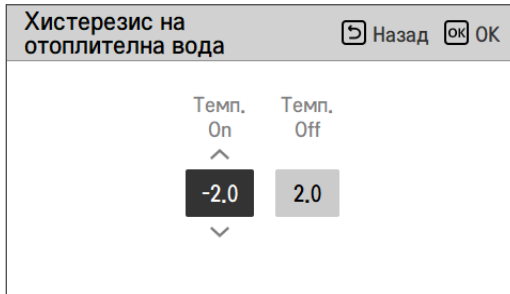 Хистерезис на
отоплителна вода
Назад OK OK
Темп. Темп.
On Off
-2.0 2.0